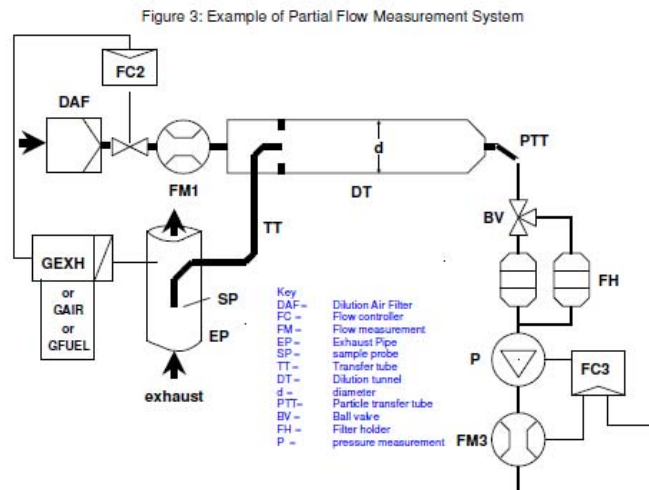 Figure 3: Example of Partial Flow Measurement System
FC2
DAF
d
PTT
FM1
DT
BV
TT
GEXH
or
GAIR
or
GFUEL
SP
EP
exhaust
FH
P
FC3
FM3
Key
DAF = Dilution Air Filter
FC = Flow controller
FM = Flow measurement
EP = Exhaust Pipe
SP = sample probe
TT = Transfer tube
DT = Dilution tunnel
d = diameter
PTT= Particle transfer tube
BV = Ball valve
FH = Filter holder
P = pressure measurement